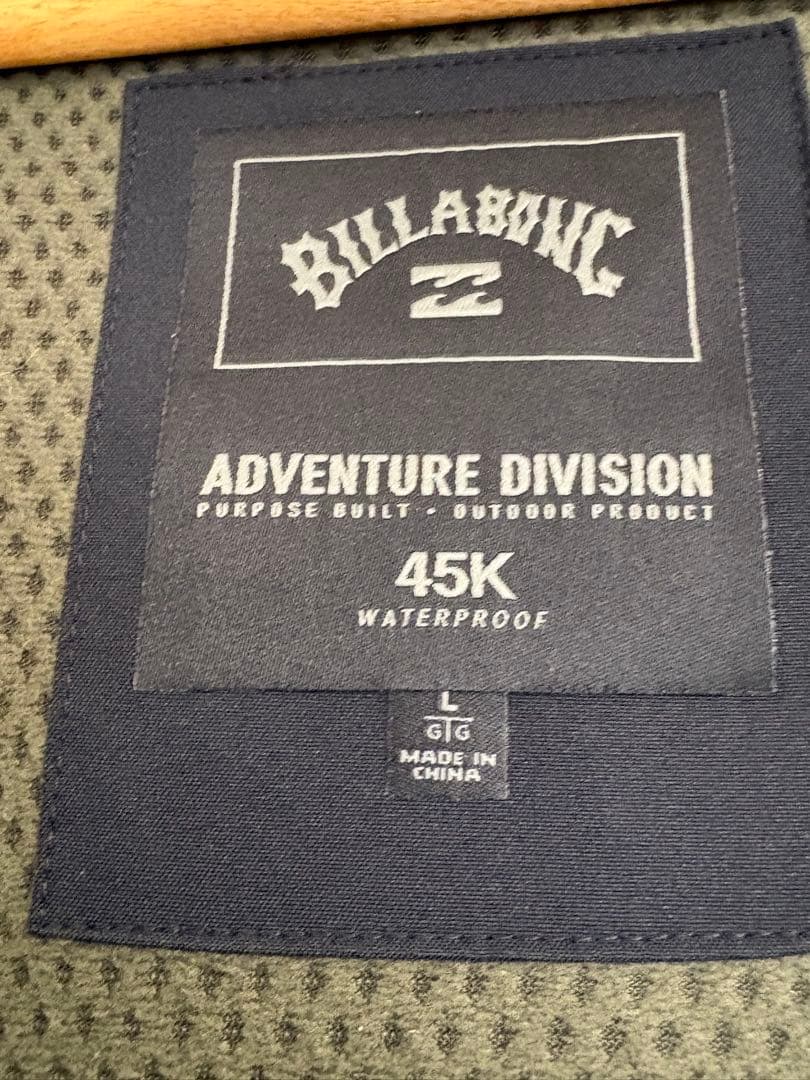 BILLABONG
ADVENTURE DIVISION
PURPOSE BUILT • OUTDOOR PRODUCT
45K
WATERPROOF
L
G|G
MADE IN
CHINA